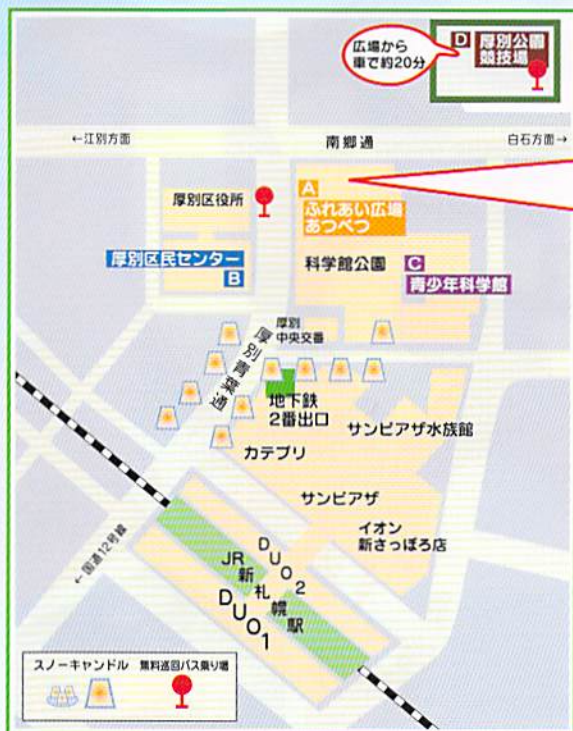 広場から
車で約20分
D 厚別公園
競技場
←江別方面
南郷通
白石方面→
厚別区役所
A
ふれあい広場
あつべつ
厚別区民センター
B
科学館公園
C
青少年科学館
厚別
中央交番
厚別青葉通
地下鉄
2番出口
サンピアザ水族館
カテプリ
サンピアザ
イオン
新さっぽろ店
←国道12号線
DUO2
JR新札幌駅
DUO1
スノーキャンドル
無料巡回バス乗り場